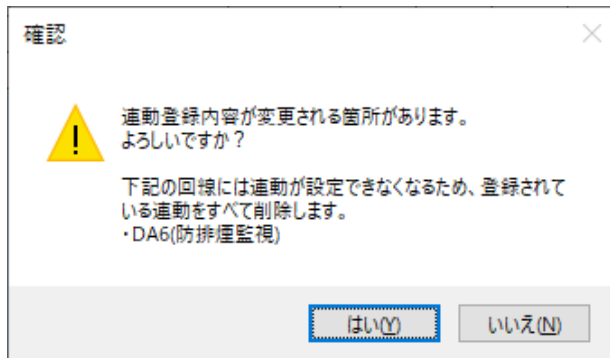 確認
連動登録内容が変更される箇所があります。
よろしいですか？
下記の回線には連動が設定できなくなるため、登録されて
いる連動をすべて削除します。
・DA6(防排煙監視)
はい(Y)
いいえ(N)